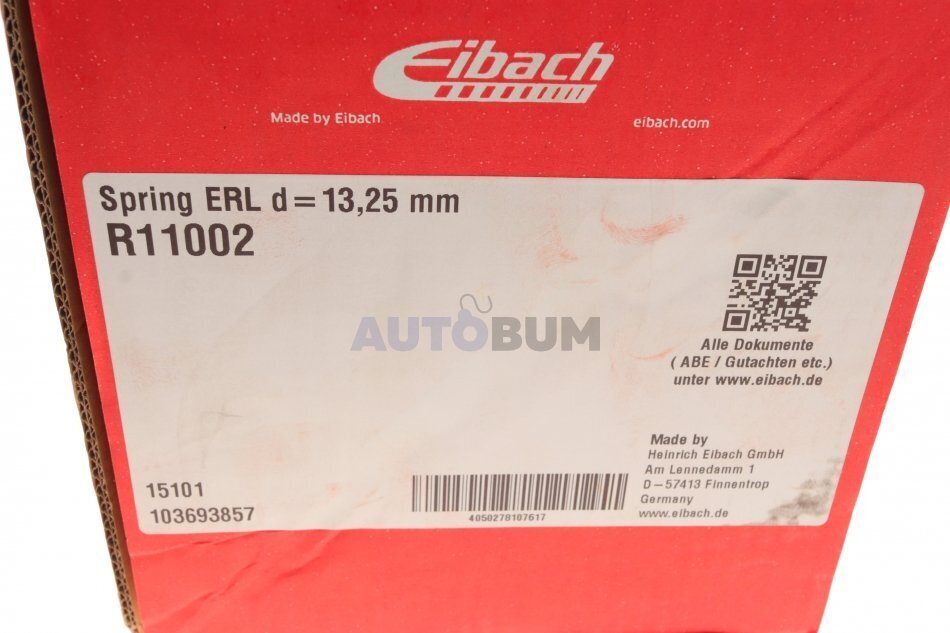 Eibach
Made by Eibach
eibach.com
Spring ERL d=13,25 mm
R11002
AUTOBUM
Alle Dokumente
( ABE / Gutachten etc.)
unter www.eibach.de
Made by
Heinrich Eibach GmbH
Am Lennedamm 1
D-57413 Finnentrop
Germany
www.eibach.de
15101
103693857
4050278107617